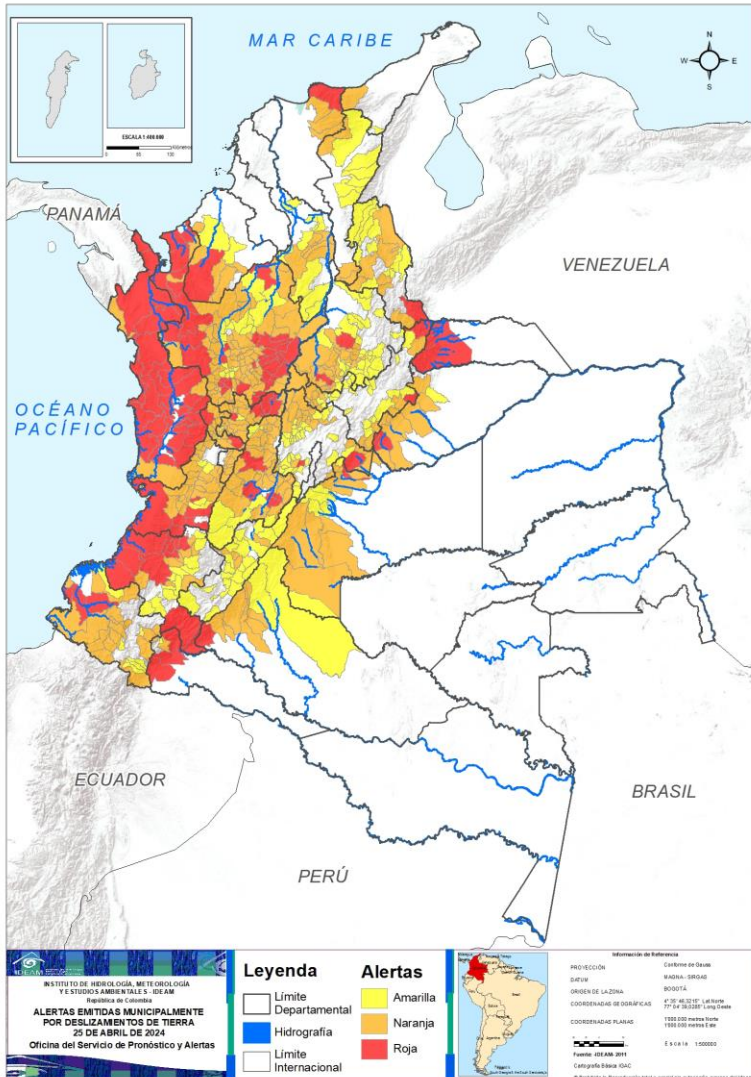 MAR CARIBE
N
W E
S
ESCALA 1:400.000
PANAMÁ
VENEZUELA
OCÉANO
PACÍFICO
ECUADOR
BRASIL
PERÚ
IDEAM
INSTITUTO DE HIDROLOGÍA, METEOROLOGÍA
Y ESTUDIOS AMBIENTALES - IDEAM
República de Colombia
ALERTAS EMITIDAS MUNICIPALMENTE
POR DESLIZAMIENTOS DE TIERRA
25 DE ABRIL DE 2024
Oficina del Servicio de Pronóstico y Alertas
Leyenda
Límite
Departamental
Hidrografía
Límite
Internacional
Alertas
Amarilla
Naranja
Roja
Información de Referencia
PROYECCIÓN Conforme de Gauss
DATUM MAGNA - SIRGAS
ORIGEN DE LA ZONA BOGOTÁ
COORDENADAS GEOGRÁFICAS
COORDENADAS PLANAS 1'000.000 metros Norte
1'000.000 metros Este
Fuente: IDEAM- 2011
Cartografía Básica IGAC